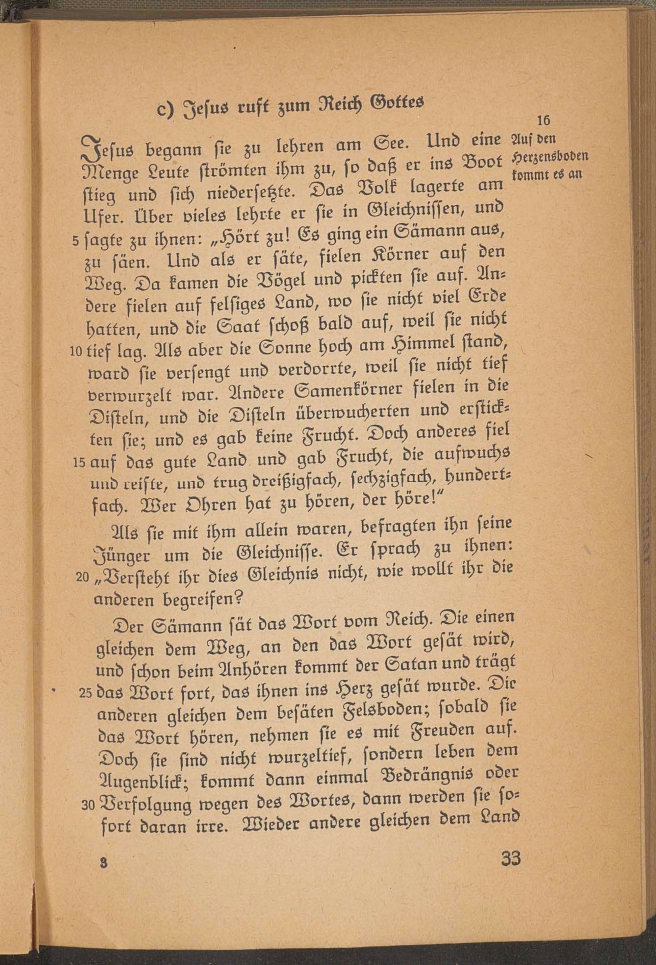 c) Jesus ruft zum Reich Gottes
16
Auf den
Herzensboden
kommt es an
Jesus begann sie zu lehren am See. Und eine
Menge Leute strömten ihm zu, so daß er ins Boot
stieg und sich niedersetzte. Das Volk lagerte am
Ufer. Über vieles lehrte er sie in Gleichnissen, und
5 sagte zu ihnen: „Hört zu! Es ging ein Sämann aus,
zu säen. Und als er säte, fielen Körner auf den
Weg. Da kamen die Vögel und pickten sie auf. An-
dere fielen auf felsiges Land, wo sie nicht viel Erde
hatten, und die Saat schoß bald auf, weil sie nicht
10 tief lag. Als aber die Sonne hoch am Himmel stand,
ward sie versengt und verdorrte, weil sie nicht tief
verwurzelt war. Andere Samenkörner fielen in die
Disteln, und die Disteln überwucherten und erstick-
ten sie; und es gab keine Frucht. Doch anderes fiel
15 auf das gute Land und gab Frucht, die aufwuchs
und reifte, und trug dreißigfach, sechzigfach, hundert-
fach. Wer Ohren hat zu hören, der höre!“
Als sie mit ihm allein waren, befragten ihn seine
Jünger um die Gleichnisse. Er sprach zu ihnen:
20 „Versteht ihr dies Gleichnis nicht, wie wollt ihr die
anderen begreifen?
Der Sämann sät das Wort vom Reich. Die einen
gleichen dem Weg, an den das Wort gesät wird,
und schon beim Anhören kommt der Satan und trägt
25 das Wort fort, das ihnen ins Herz gesät wurde. Die
anderen gleichen dem besäten Felsboden; sobald sie
das Wort hören, nehmen sie es mit Freuden auf.
Doch sie sind nicht wurzeltief, sondern leben dem
Augenblick; kommt dann einmal Bedrängnis oder
30 Verfolgung wegen des Wortes, dann werden sie so-
fort daran irre. Wieder andere gleichen dem Land
3
33